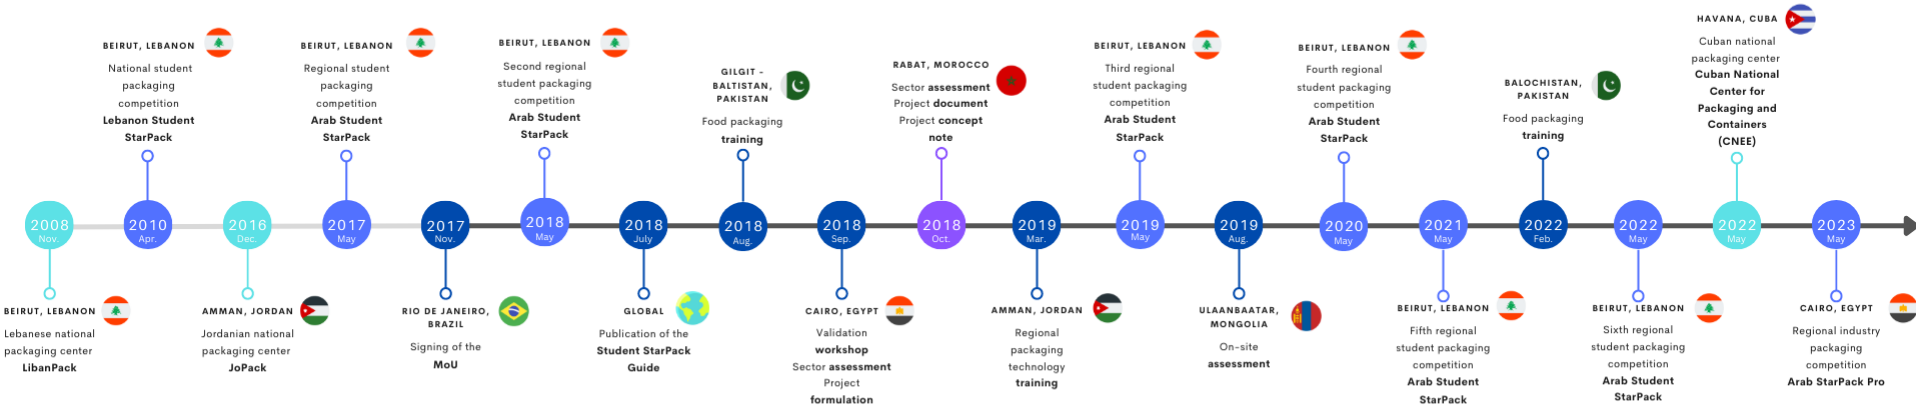 BEIRUT, LEBANON
National student
packaging
competition
Lebanon Student
StarPack
BEIRUT, LEBANON
Regional student
packaging
competition
Arab Student
StarPack
BEIRUT, LEBANON
Second regional
student packaging
competition
Arab Student
StarPack
GILGIT -
BALTISTAN,
PAKISTAN
Food packaging
training
RABAT, MOROCCO
Sector assessment
Project document
Project concept
note
BEIRUT, LEBANON
Third regional
student packaging
competition
Arab Student
StarPack
BEIRUT, LEBANON
Fourth regional
student packaging
competition
Arab Student
StarPack
BALOCHISTAN,
PAKISTAN
Food packaging
training
HAVANA, CUBA
Cuban national
packaging center
Cuban National
Center for
Packaging and
Containers
(CNEE)
2008
Nov.
2010
Apr.
2016
Dec.
2017
May
2017
Nov.
2018
May
2018
July
2018
Aug.
2018
Sep.
2018
Oct.
2019
Mar.
2019
May
2019
Aug.
2020
May
2021
May
2022
Feb.
2022
May
2022
May
2023
May
BEIRUT, LEBANON
Lebanese national
packaging center
LibanPack
AMMAN, JORDAN
Jordanian national
packaging center
JoPack
RIO DE JANEIRO,
BRAZIL
Signing of the
MoU
GLOBAL
Publication of the
Student StarPack
Guide
CAIRO, EGYPT
Validation
workshop
Sector assessment
Project
formulation
AMMAN, JORDAN
Regional
packaging
technology
training
ULAANBAATAR,
MONGOLIA
On-site
assessment
BEIRUT, LEBANON
Fifth regional
student packaging
competition
Arab Student
StarPack
BEIRUT, LEBANON
Sixth regional
student packaging
competition
Arab Student
StarPack
CAIRO, EGYPT
Regional industry
packaging
competition
Arab StarPack Pro